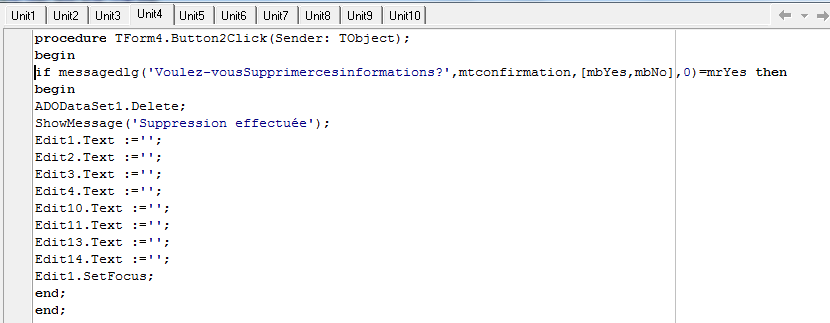 Unit1 Unit2 Unit3 Unit4 Unit5 Unit6 Unit7 Unit8 Unit9 Unit10
procedure TForm4.Button2Click(Sender: TObject);
begin
if messagedlg('Voulez-vousSupprimercesinformations?',mtconfirmation,[mbYes,mbNo],0)=mrYes then
begin
ADODataSet1.Delete;
ShowMessage('Suppression effectuée');
Edit1.Text :='';
Edit2.Text :='';
Edit3.Text :='';
Edit4.Text :='';
Edit10.Text :='';
Edit11.Text :='';
Edit13.Text :='';
Edit14.Text :='';
Edit1.SetFocus;
end;
end;